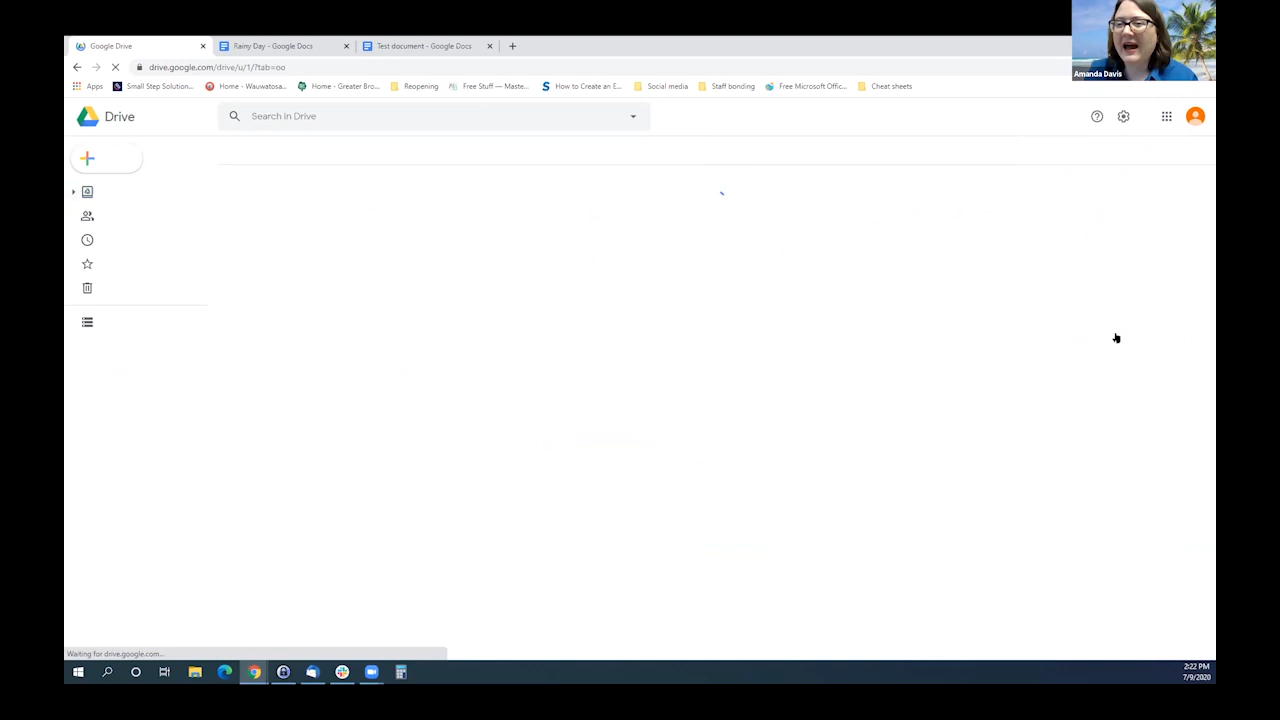 Amanda Davis
Google Drive Rainy Day - Google Docs Test document - Google Docs
drive.google.com/drive/u/1/?tab=oo
Apps Small Step Solution... Home - Wauwatosa... Home - Greater Bro... Reopening Free Stuff — Maste... How to Create an E... Social media Staff bonding Free Microsoft Offic... Cheat sheets
Drive Search in Drive
Waiting for drive.google.com...
2:22 PM
7/9/2020